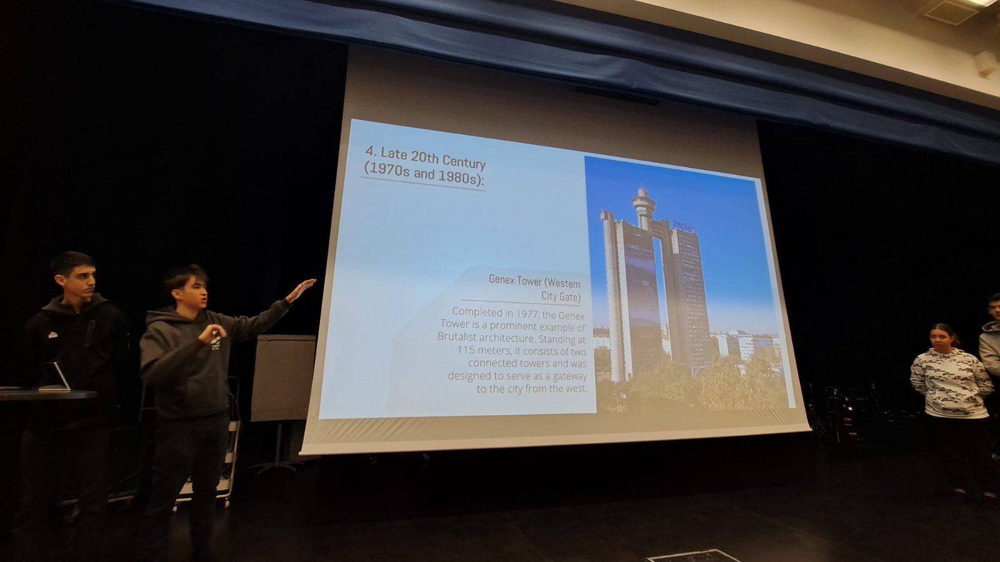 4. Late 20th Century
(1970s and 1980s):
Genex Tower (Western
City Gate)
Completed in 1977, the Genex
Tower is a prominent example of
Brutalist architecture. Standing at
115 meters, it consists of two
connected towers and was
designed to serve as a gateway
to the city from the west.
zepter